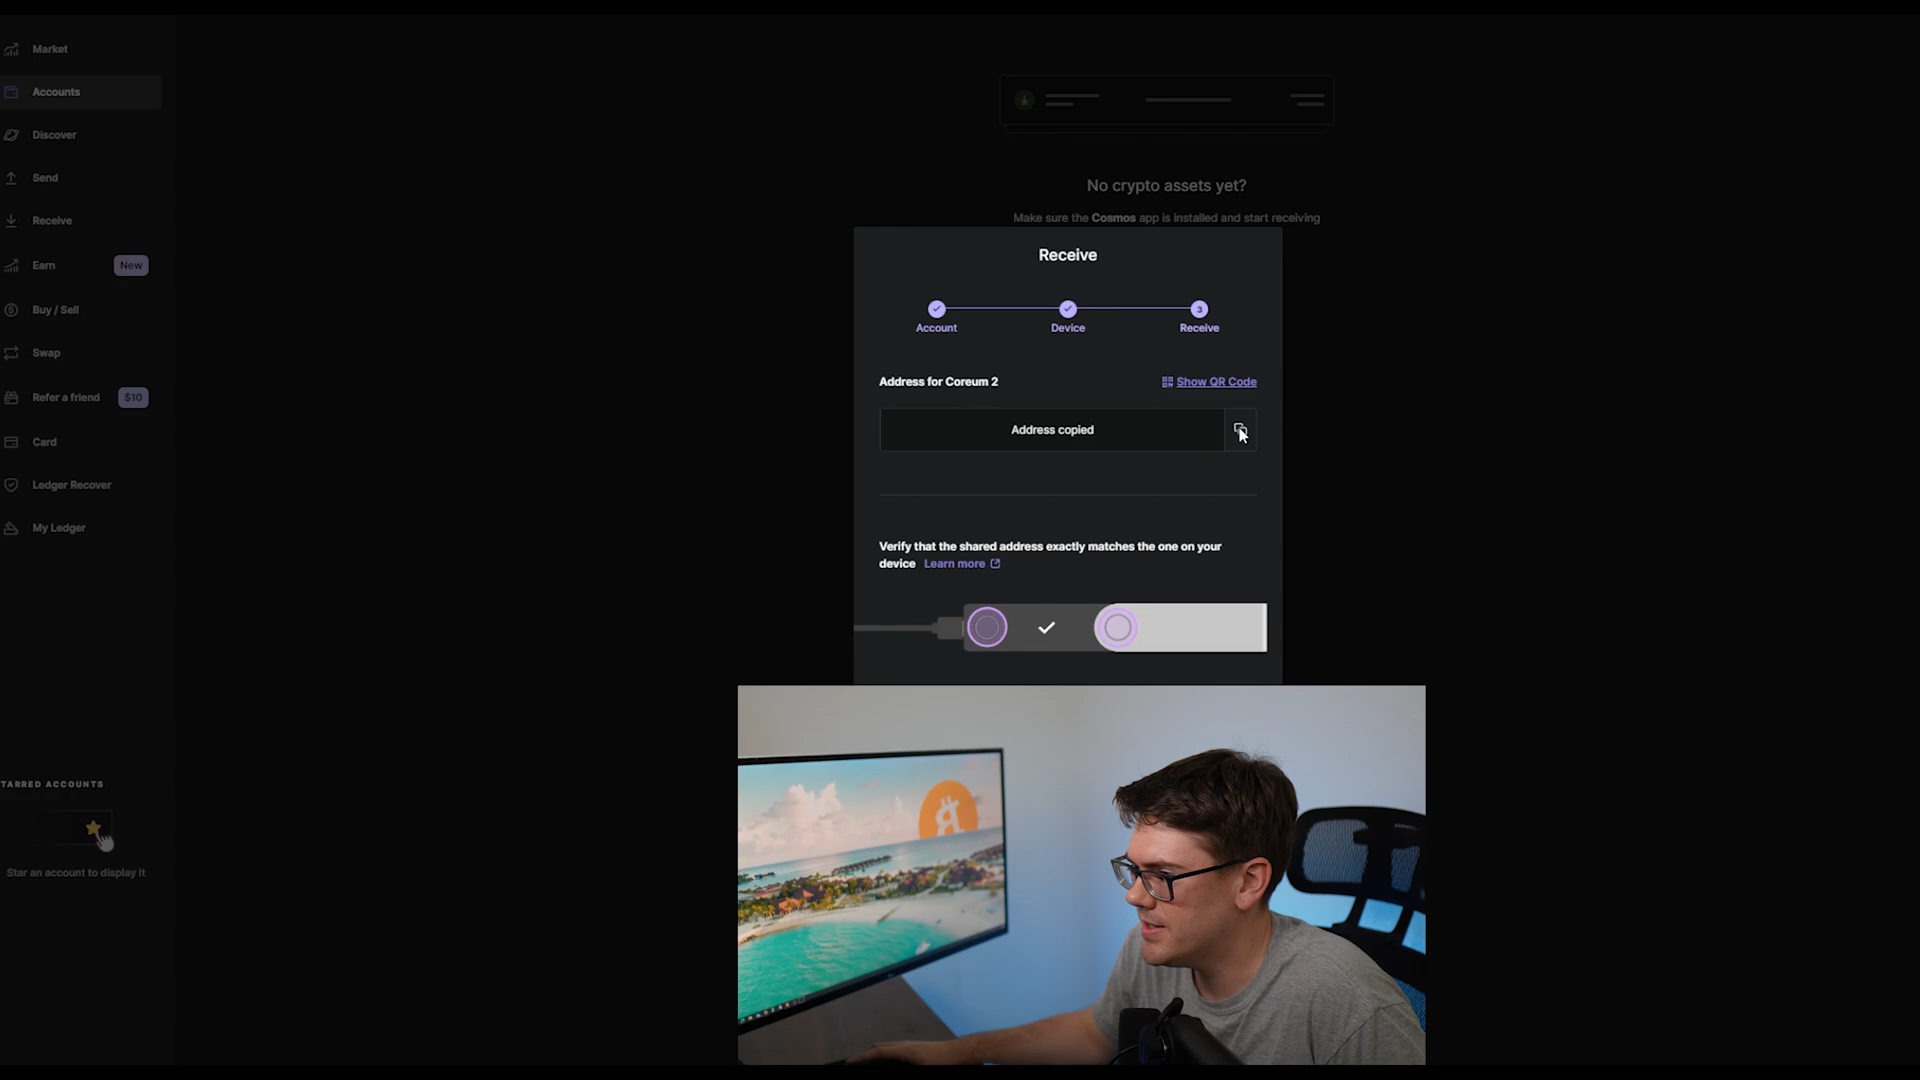 Market
Accounts
Discover
Send
Receive
Earn New
Buy / Sell
Swap
Refer a friend $10
Card
Ledger Recover
My Ledger
TARRED ACCOUNTS
Star an account to display it
No crypto assets yet?
Make sure the Cosmos app is installed and start receiving
Receive
3
Account Device Receive
Address for Coreum 2 Show QR Code
Address copied
Verify that the shared address exactly matches the one on your
device Learn more